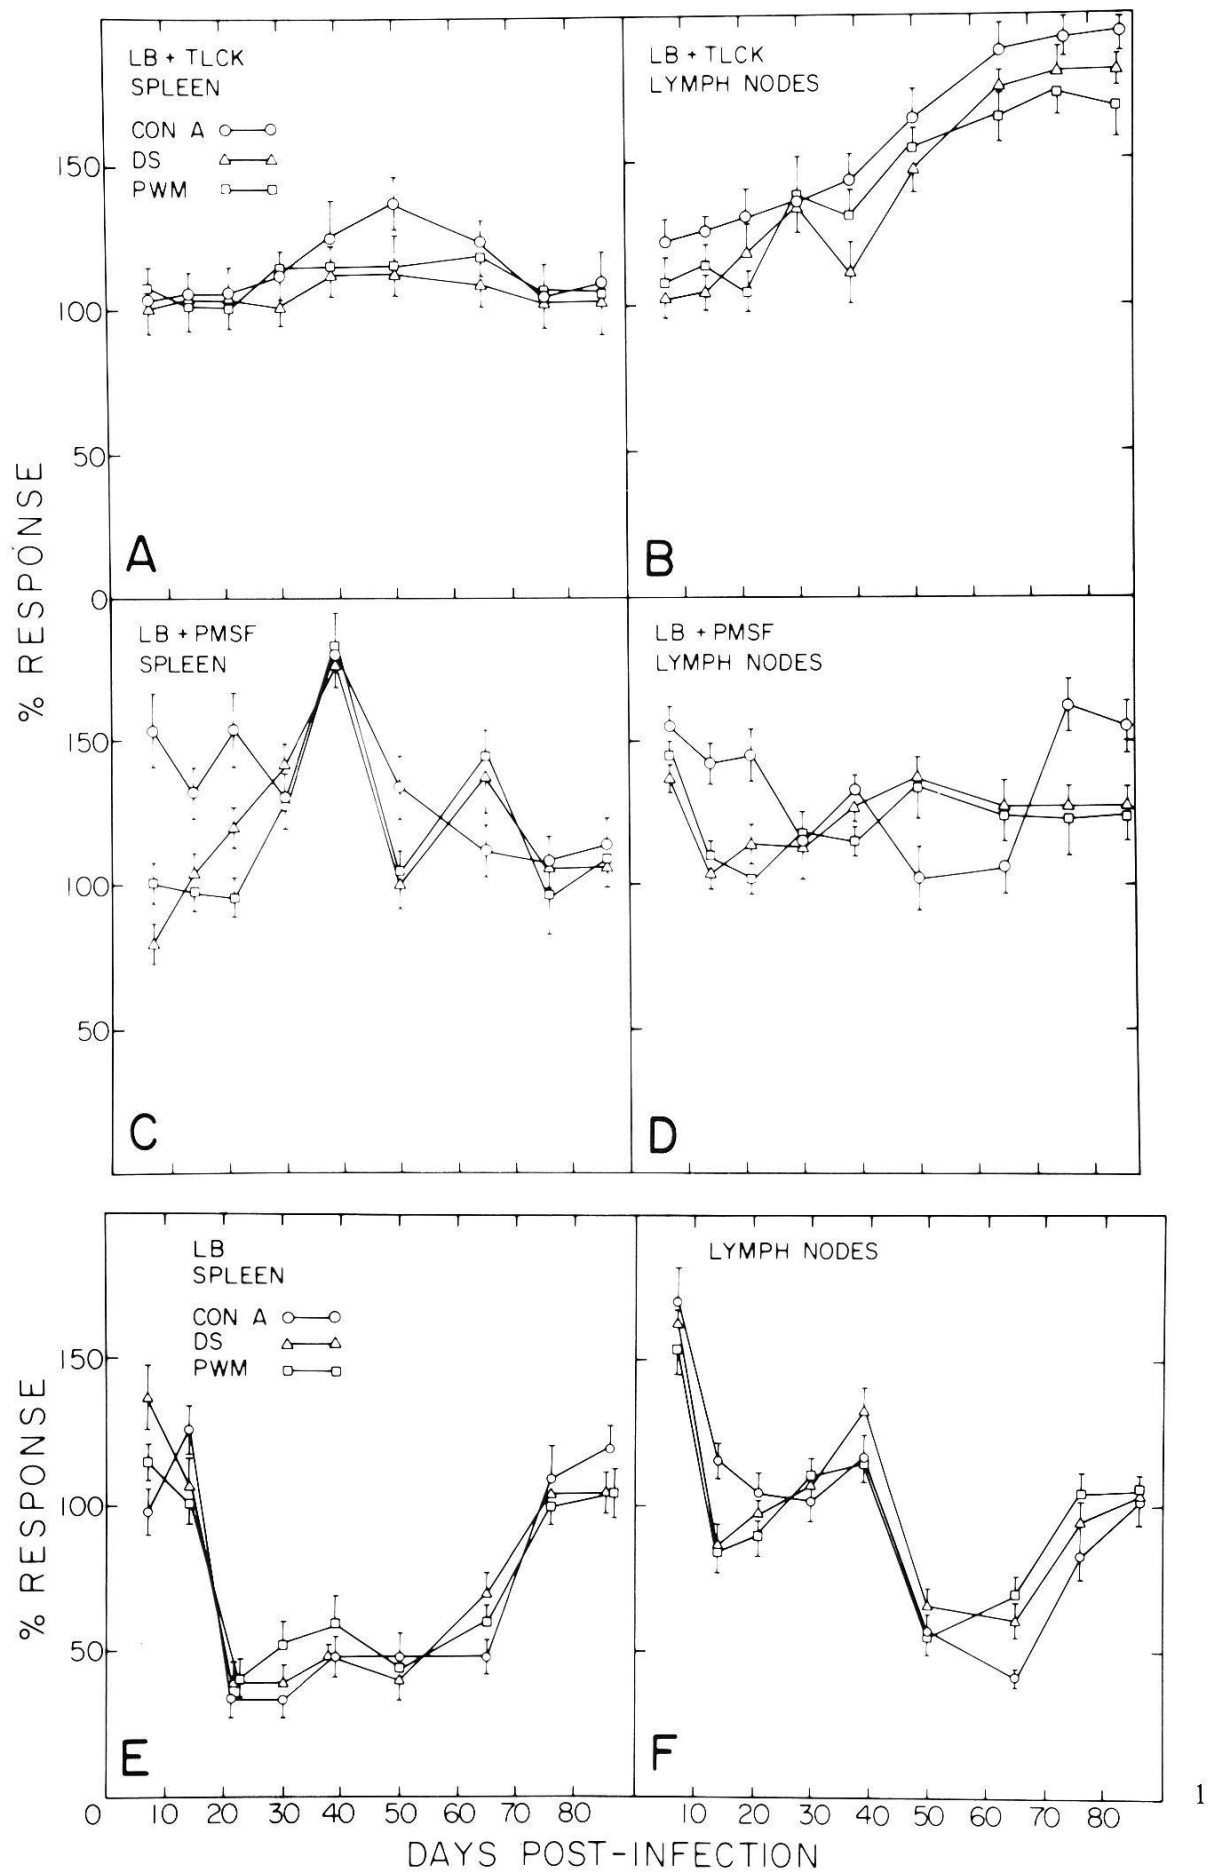 LB + TLCK
SPLEEN
CON A
DS
PWM
150
100
50
0
A
LB + TLCK
LYMPH NODES
B
% RESPONSE
LB + PMSF
SPLEEN
150
100
50
C
LB + PMSF
LYMPH NODES
D
LB
SPLEEN
CON A
DS
PWM
150
100
50
E
LYMPH NODES
F
% RESPONSE
0 10 20 30 40 50 60 70 80 10 20 30 40 50 60 70 80
DAYS POST-INFECTION
1